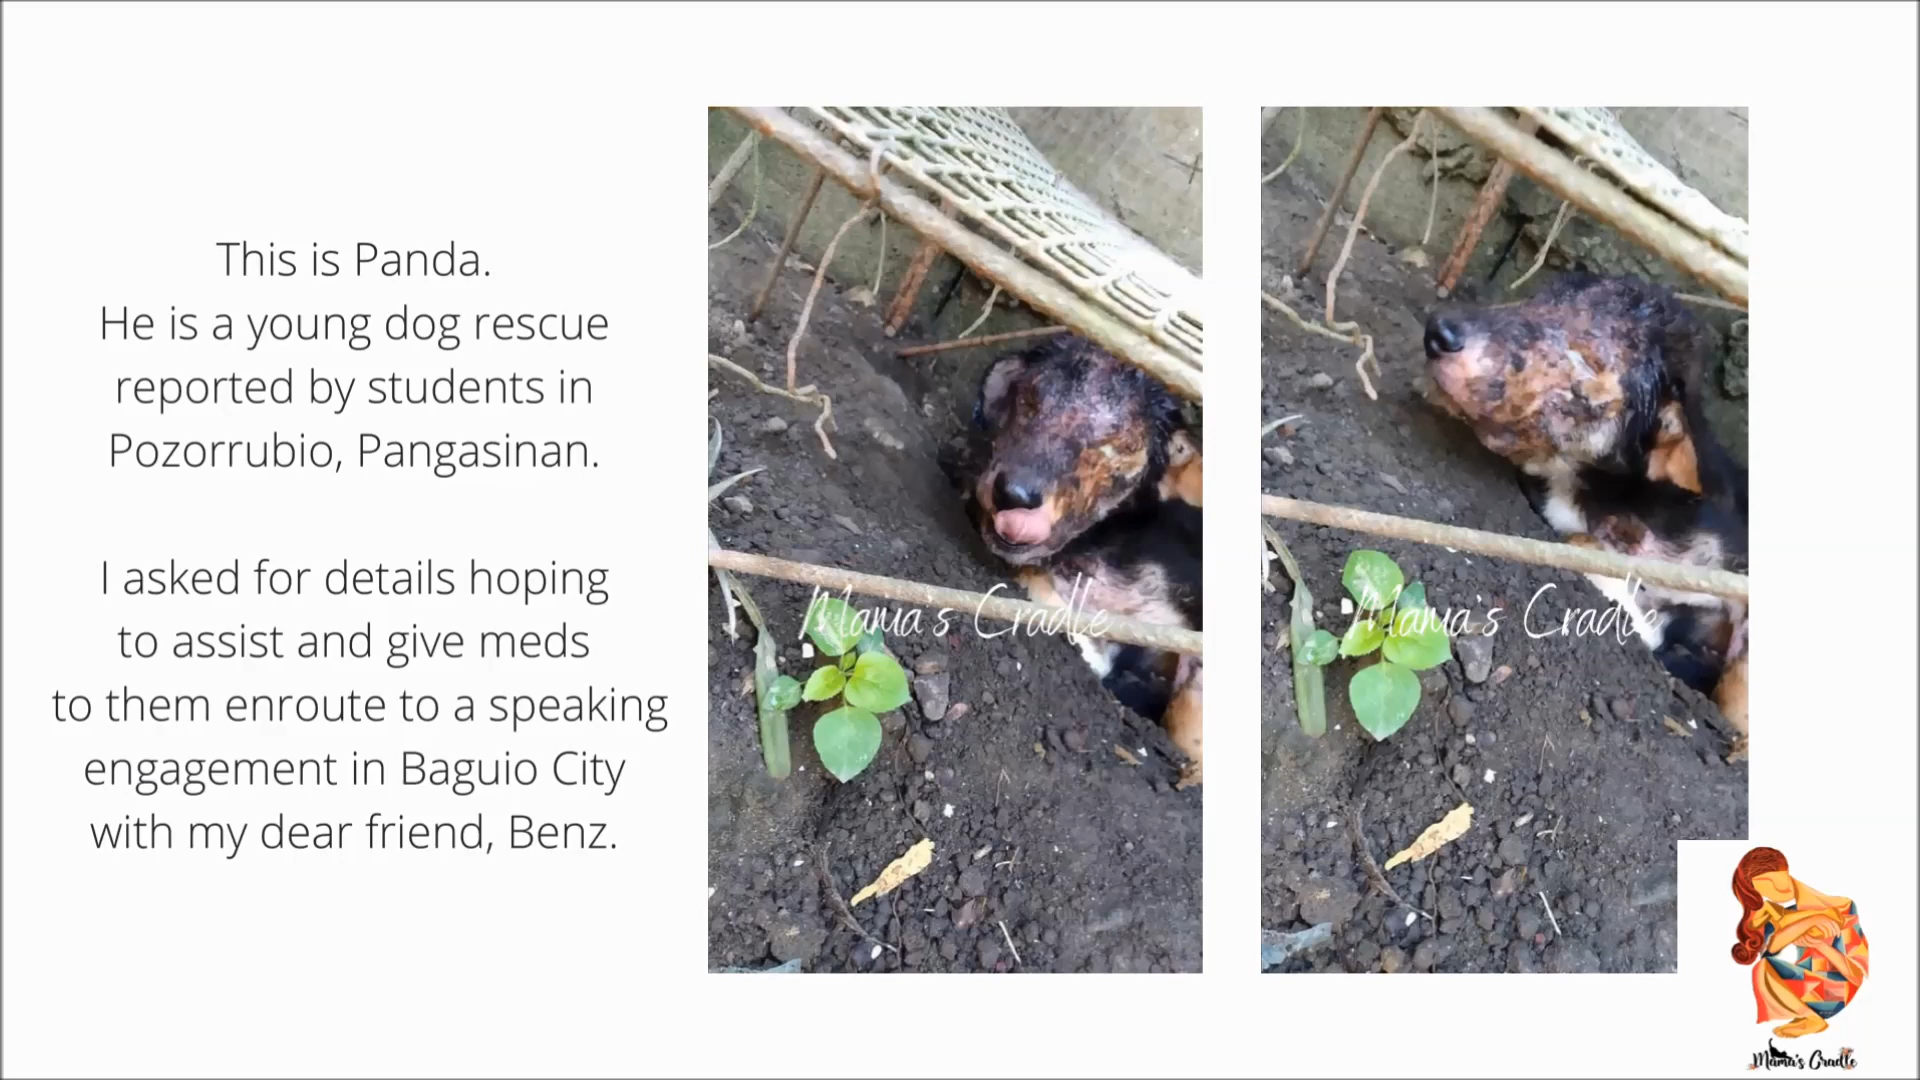 This is Panda.
He is a young dog rescue
reported by students in
Pozorrubio, Pangasinan.
I asked for details hoping
to assist and give meds
to them enroute to a speaking
engagement in Baguio City
with my dear friend, Benz.
Mama's Cradle
Mama's Cradle
Mama's Cradle